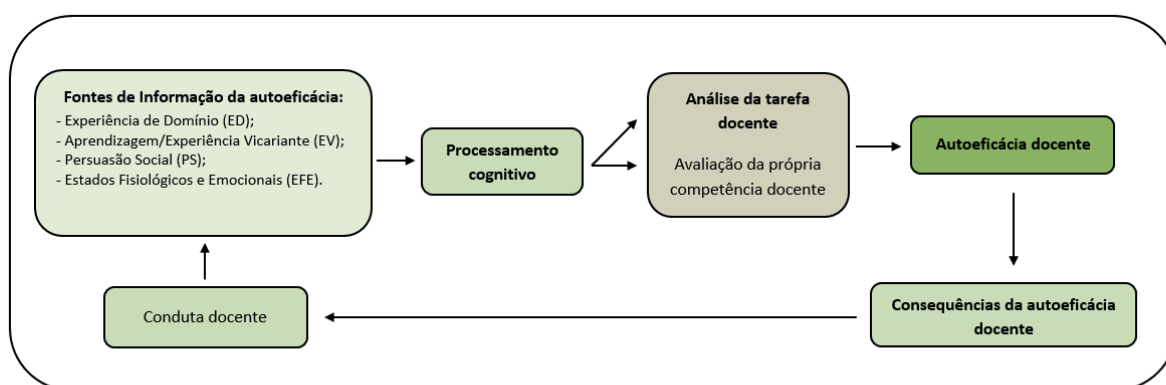 Fontes de Informação da autoeficácia:
- Experiência de Domínio (ED);
- Aprendizagem/Experiência Vicariante (EV);
- Persuasão Social (PS);
- Estados Fisiológicos e Emocionais (EFE).
Processamento
cognitivo
Análise da tarefa
docente
Avaliação da própria
competência docente
Autoeficácia docente
Consequências da autoeficácia
docente
Conduta docente